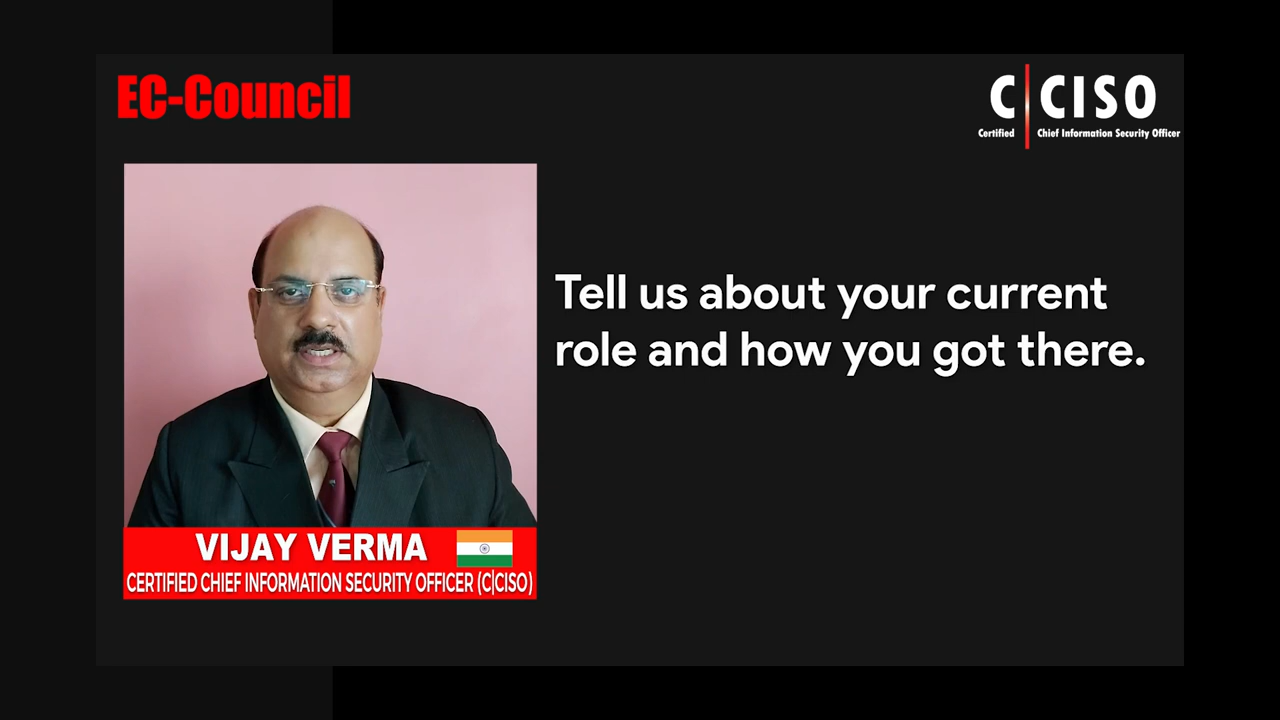 EC-Council
C|CISO
Certified Chief Information Security Officer
Tell us about your current
role and how you got there.
VIJAY VERMA
CERTIFIED CHIEF INFORMATION SECURITY OFFICER (C|CISO)